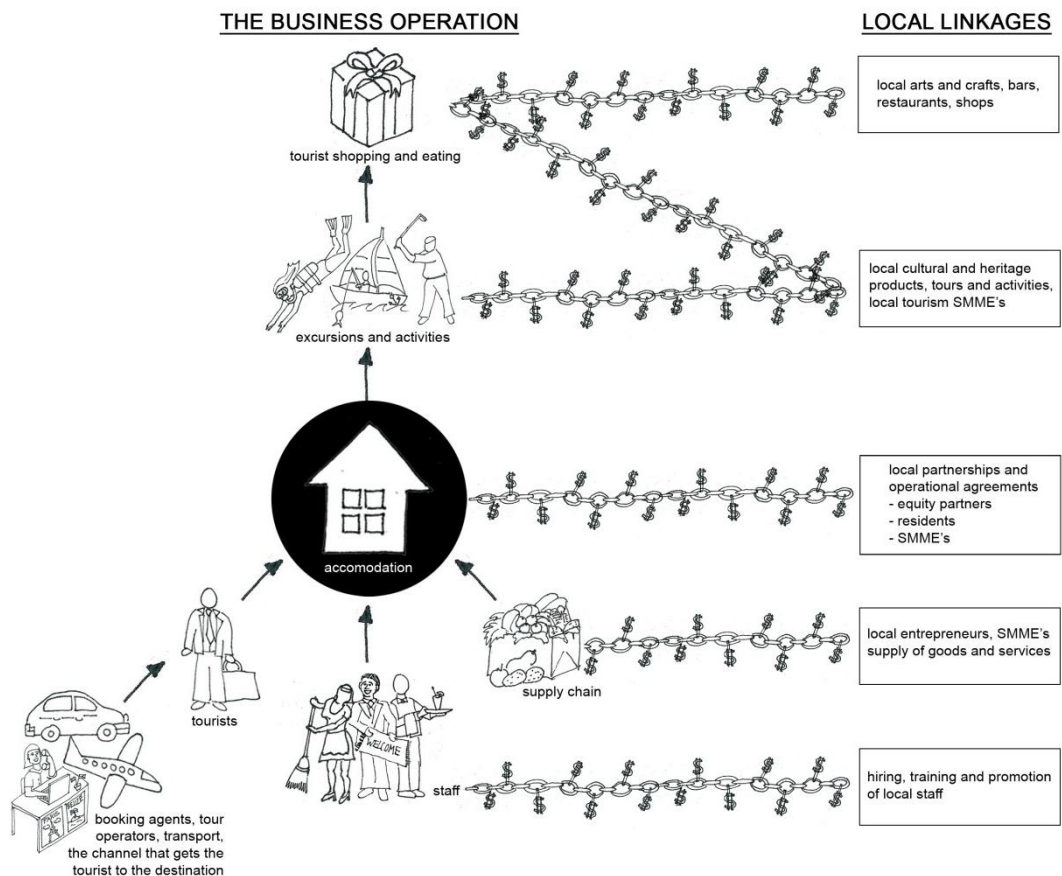 THE BUSINESS OPERATION
LOCAL LINKAGES
tourist shopping and eating
local arts and crafts, bars,
restaurants, shops
excursions and activities
local cultural and heritage
products, tours and activities,
local tourism SMME's
accomodation
local partnerships and
operational agreements
- equity partners
- residents
- SMME's
tourists
supply chain
local entrepreneurs, SMME's
supply of goods and services
WELCOME
staff
hiring, training and promotion
of local staff
booking agents, tour
operators, transport,
the channel that gets the
tourist to the destination